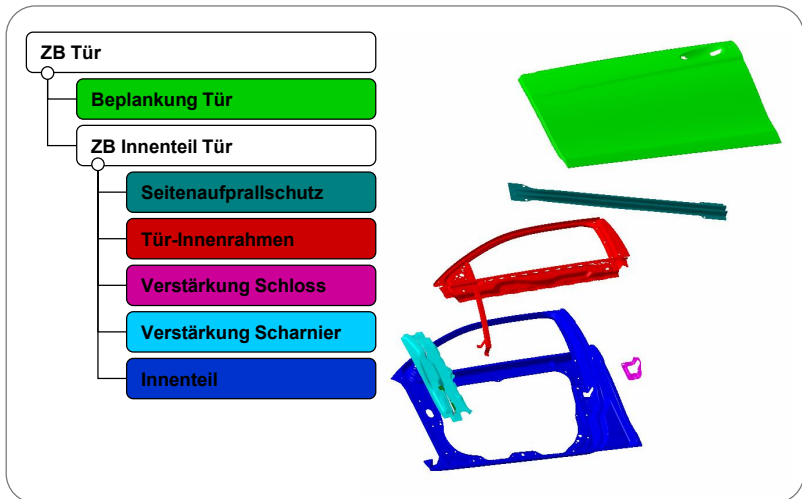 ZB Tür
Beplankung Tür
ZB Innenteil Tür
Seitenaufprallschutz
Tür-Innenrahmen
Verstärkung Schloss
Verstärkung Scharnier
Innenteil